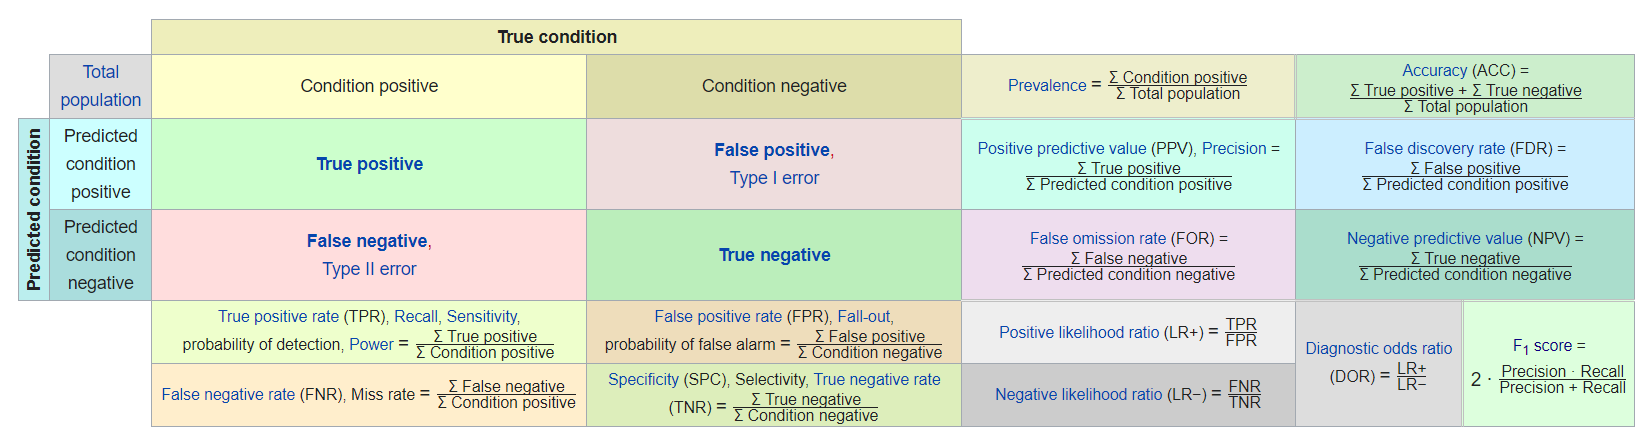 True condition
Total
population
Condition positive
Condition negative
Prevalence = Σ Condition positive / Σ Total population
Accuracy (ACC) =
Σ True positive + Σ True negative
Σ Total population
Predicted condition
Predicted
condition
positive
True positive
False positive,
Type I error
Positive predictive value (PPV), Precision =
Σ True positive
Σ Predicted condition positive
False discovery rate (FDR) =
Σ False positive
Σ Predicted condition positive
Predicted
condition
negative
False negative,
Type II error
True negative
False omission rate (FOR) =
Σ False negative
Σ Predicted condition negative
Negative predictive value (NPV) =
Σ True negative
Σ Predicted condition negative
True positive rate (TPR), Recall, Sensitivity,
probability of detection, Power = Σ True positive / Σ Condition positive
False positive rate (FPR), Fall-out,
probability of false alarm = Σ False positive / Σ Condition negative
Positive likelihood ratio (LR+) = TPR / FPR
Diagnostic odds ratio
(DOR) = LR+ / LR−
F1 score =
2 · Precision · Recall / Precision + Recall
False negative rate (FNR), Miss rate = Σ False negative / Σ Condition positive
Specificity (SPC), Selectivity, True negative rate
(TNR) = Σ True negative / Σ Condition negative
Negative likelihood ratio (LR−) = FNR / TNR